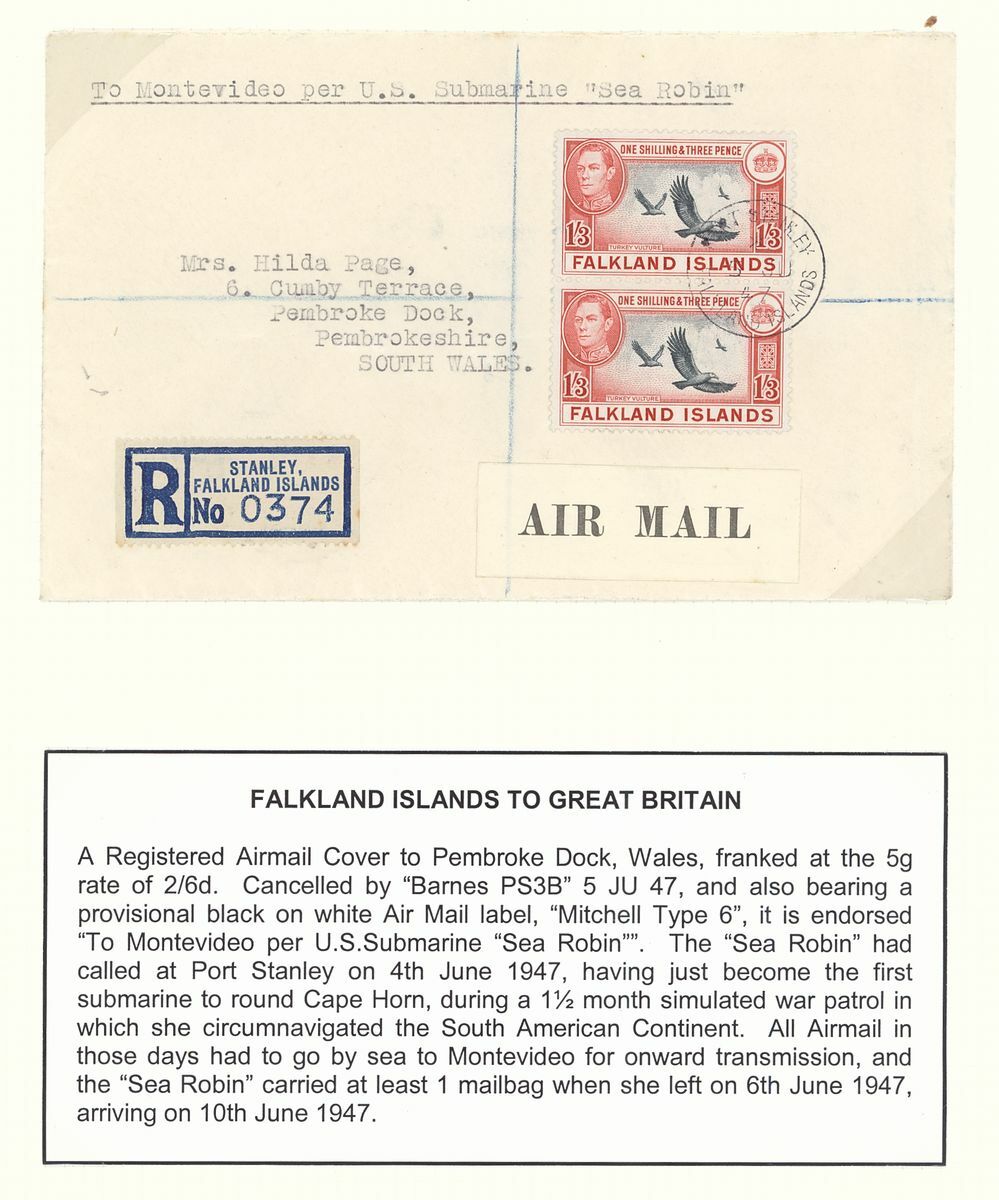 To Montevideo per U.S. Submarine "Sea Robin"
ONE SHILLING & THREE PENCE
1/3 1/3
TURKEY VULTURE
FALKLAND ISLANDS
STANLEY
47
ISLANDS
ONE SHILLING & THREE PENCE
1/3 1/3
TURKEY VULTURE
FALKLAND ISLANDS
Mrs. Hilda Page,
6. Cumby Terrace,
Pembroke Dock,
Pembrokeshire,
SOUTH WALES.
R
STANLEY,
FALKLAND ISLANDS
No 0374
AIR MAIL
FALKLAND ISLANDS TO GREAT BRITAIN
A Registered Airmail Cover to Pembroke Dock, Wales, franked at the 5g
rate of 2/6d. Cancelled by “Barnes PS3B” 5 JU 47, and also bearing a
provisional black on white Air Mail label, “Mitchell Type 6”, it is endorsed
“To Montevideo per U.S.Submarine “Sea Robin””. The “Sea Robin” had
called at Port Stanley on 4th June 1947, having just become the first
submarine to round Cape Horn, during a 1½ month simulated war patrol in
which she circumnavigated the South American Continent. All Airmail in
those days had to go by sea to Montevideo for onward transmission, and
the “Sea Robin” carried at least 1 mailbag when she left on 6th June 1947,
arriving on 10th June 1947.